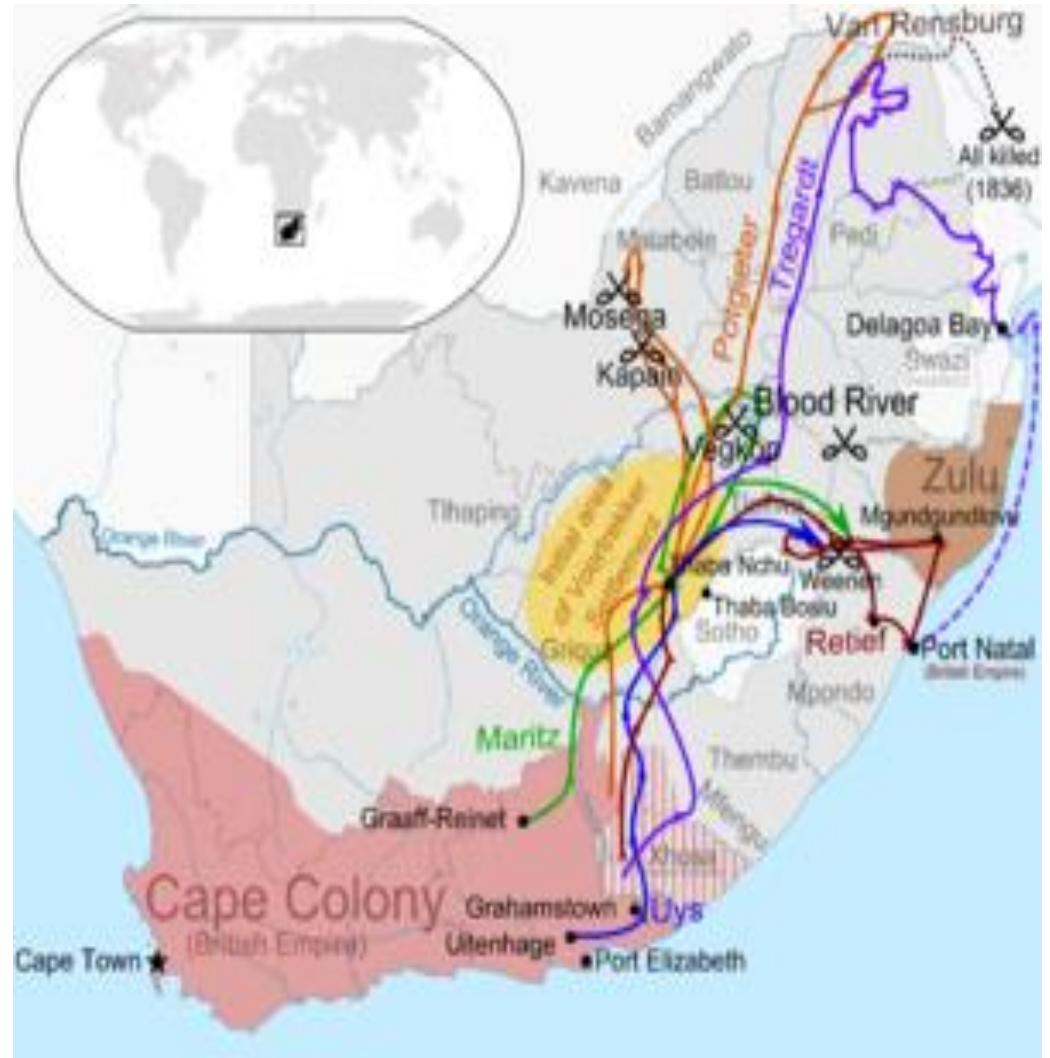 Van Rensburg
Bamangwato
All killed
(1836)
Kavena
Batlou
Matabele
Pedi
Tregardt
Potgieter
Mosega
Delagoa Bay
Swazi
Kapain
Blood River
Vegkop
Zulu
Tlhaping
Mgundgundlovu
Orange River
Initial area
of Voortrekker
Settlement
Thaba Nchu
Weenen
Thaba Bosiu
Sotho
Orange River
Griqua
Retief
Port Natal
(British Empire)
Mpondo
Maritz
Thembu
Mfengu
Graaff-Reinet
Xhosa
Cape Colony
(British Empire)
Grahamstown
Uys
Uitenhage
Cape Town
Port Elizabeth